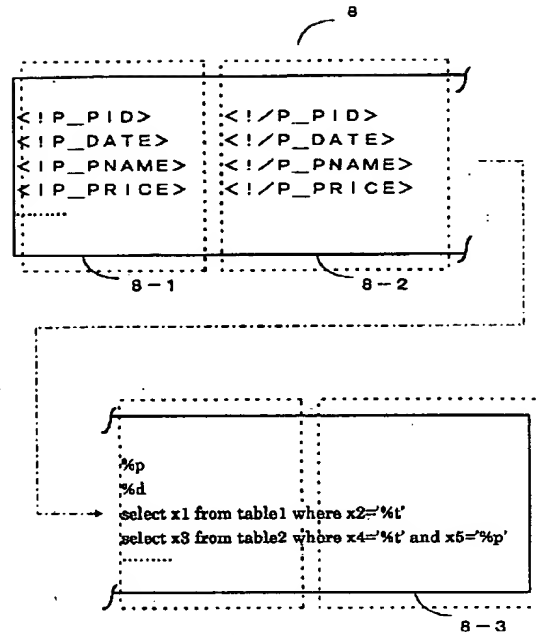 8
<!P_PID> <!/P_PID>
<!P_DATE> <!/P_DATE>
<!P_PNAME> <!/P_PNAME>
<!P_PRICE> <!/P_PRICE>
..........
8-1 8-2
%p
%d
select x1 from table1 where x2='%t'
select x3 from table2 where x4='%t' and x5='%p'
..........
8-3